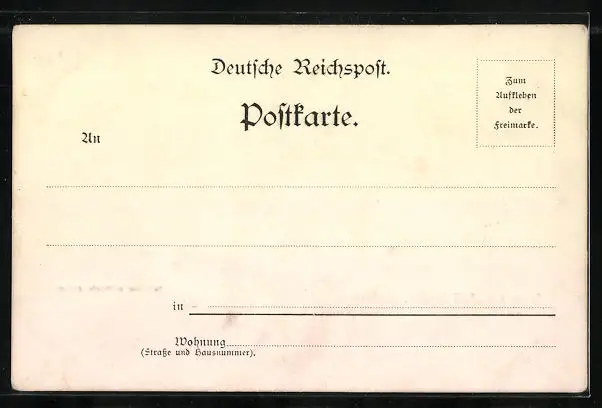 Deutsche Reichspost.
Postkarte.
Zum
Aufkleben
der
Freimarke.
An
in
Wohnung
(Straße und Hausnummer).